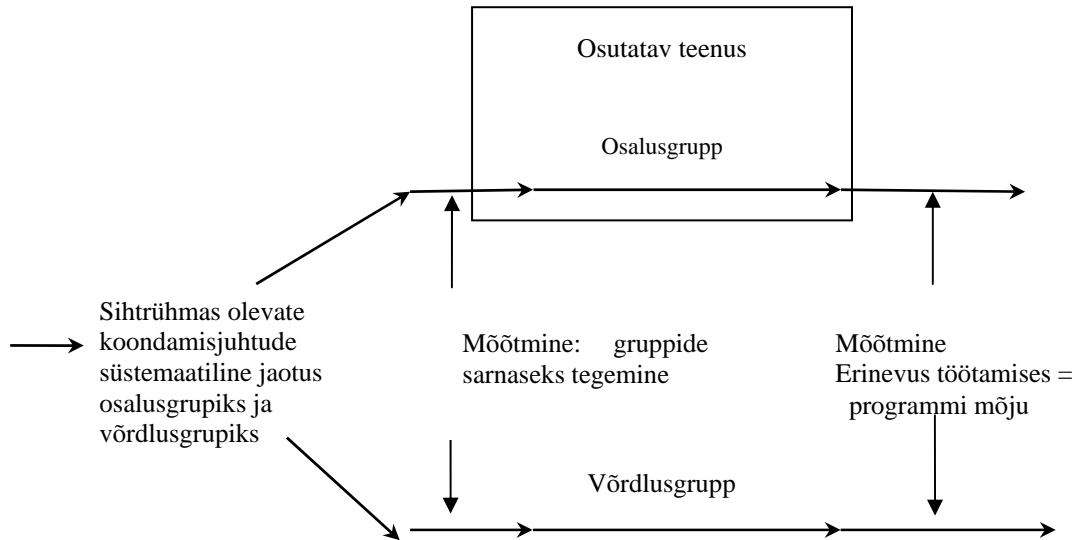 Osutatav teenus
Osalusgrupp
Sihtrühmas olevate
koondamisjuhtude
süstemaatiline jaotus
osalusgrupiks ja
võrdlusgrupiks
Mõõtmine: gruppide
sarnaseks tegemine
Mõõtmine
Erinevus töötamises =
programmi mõju
Võrdlusgrupp